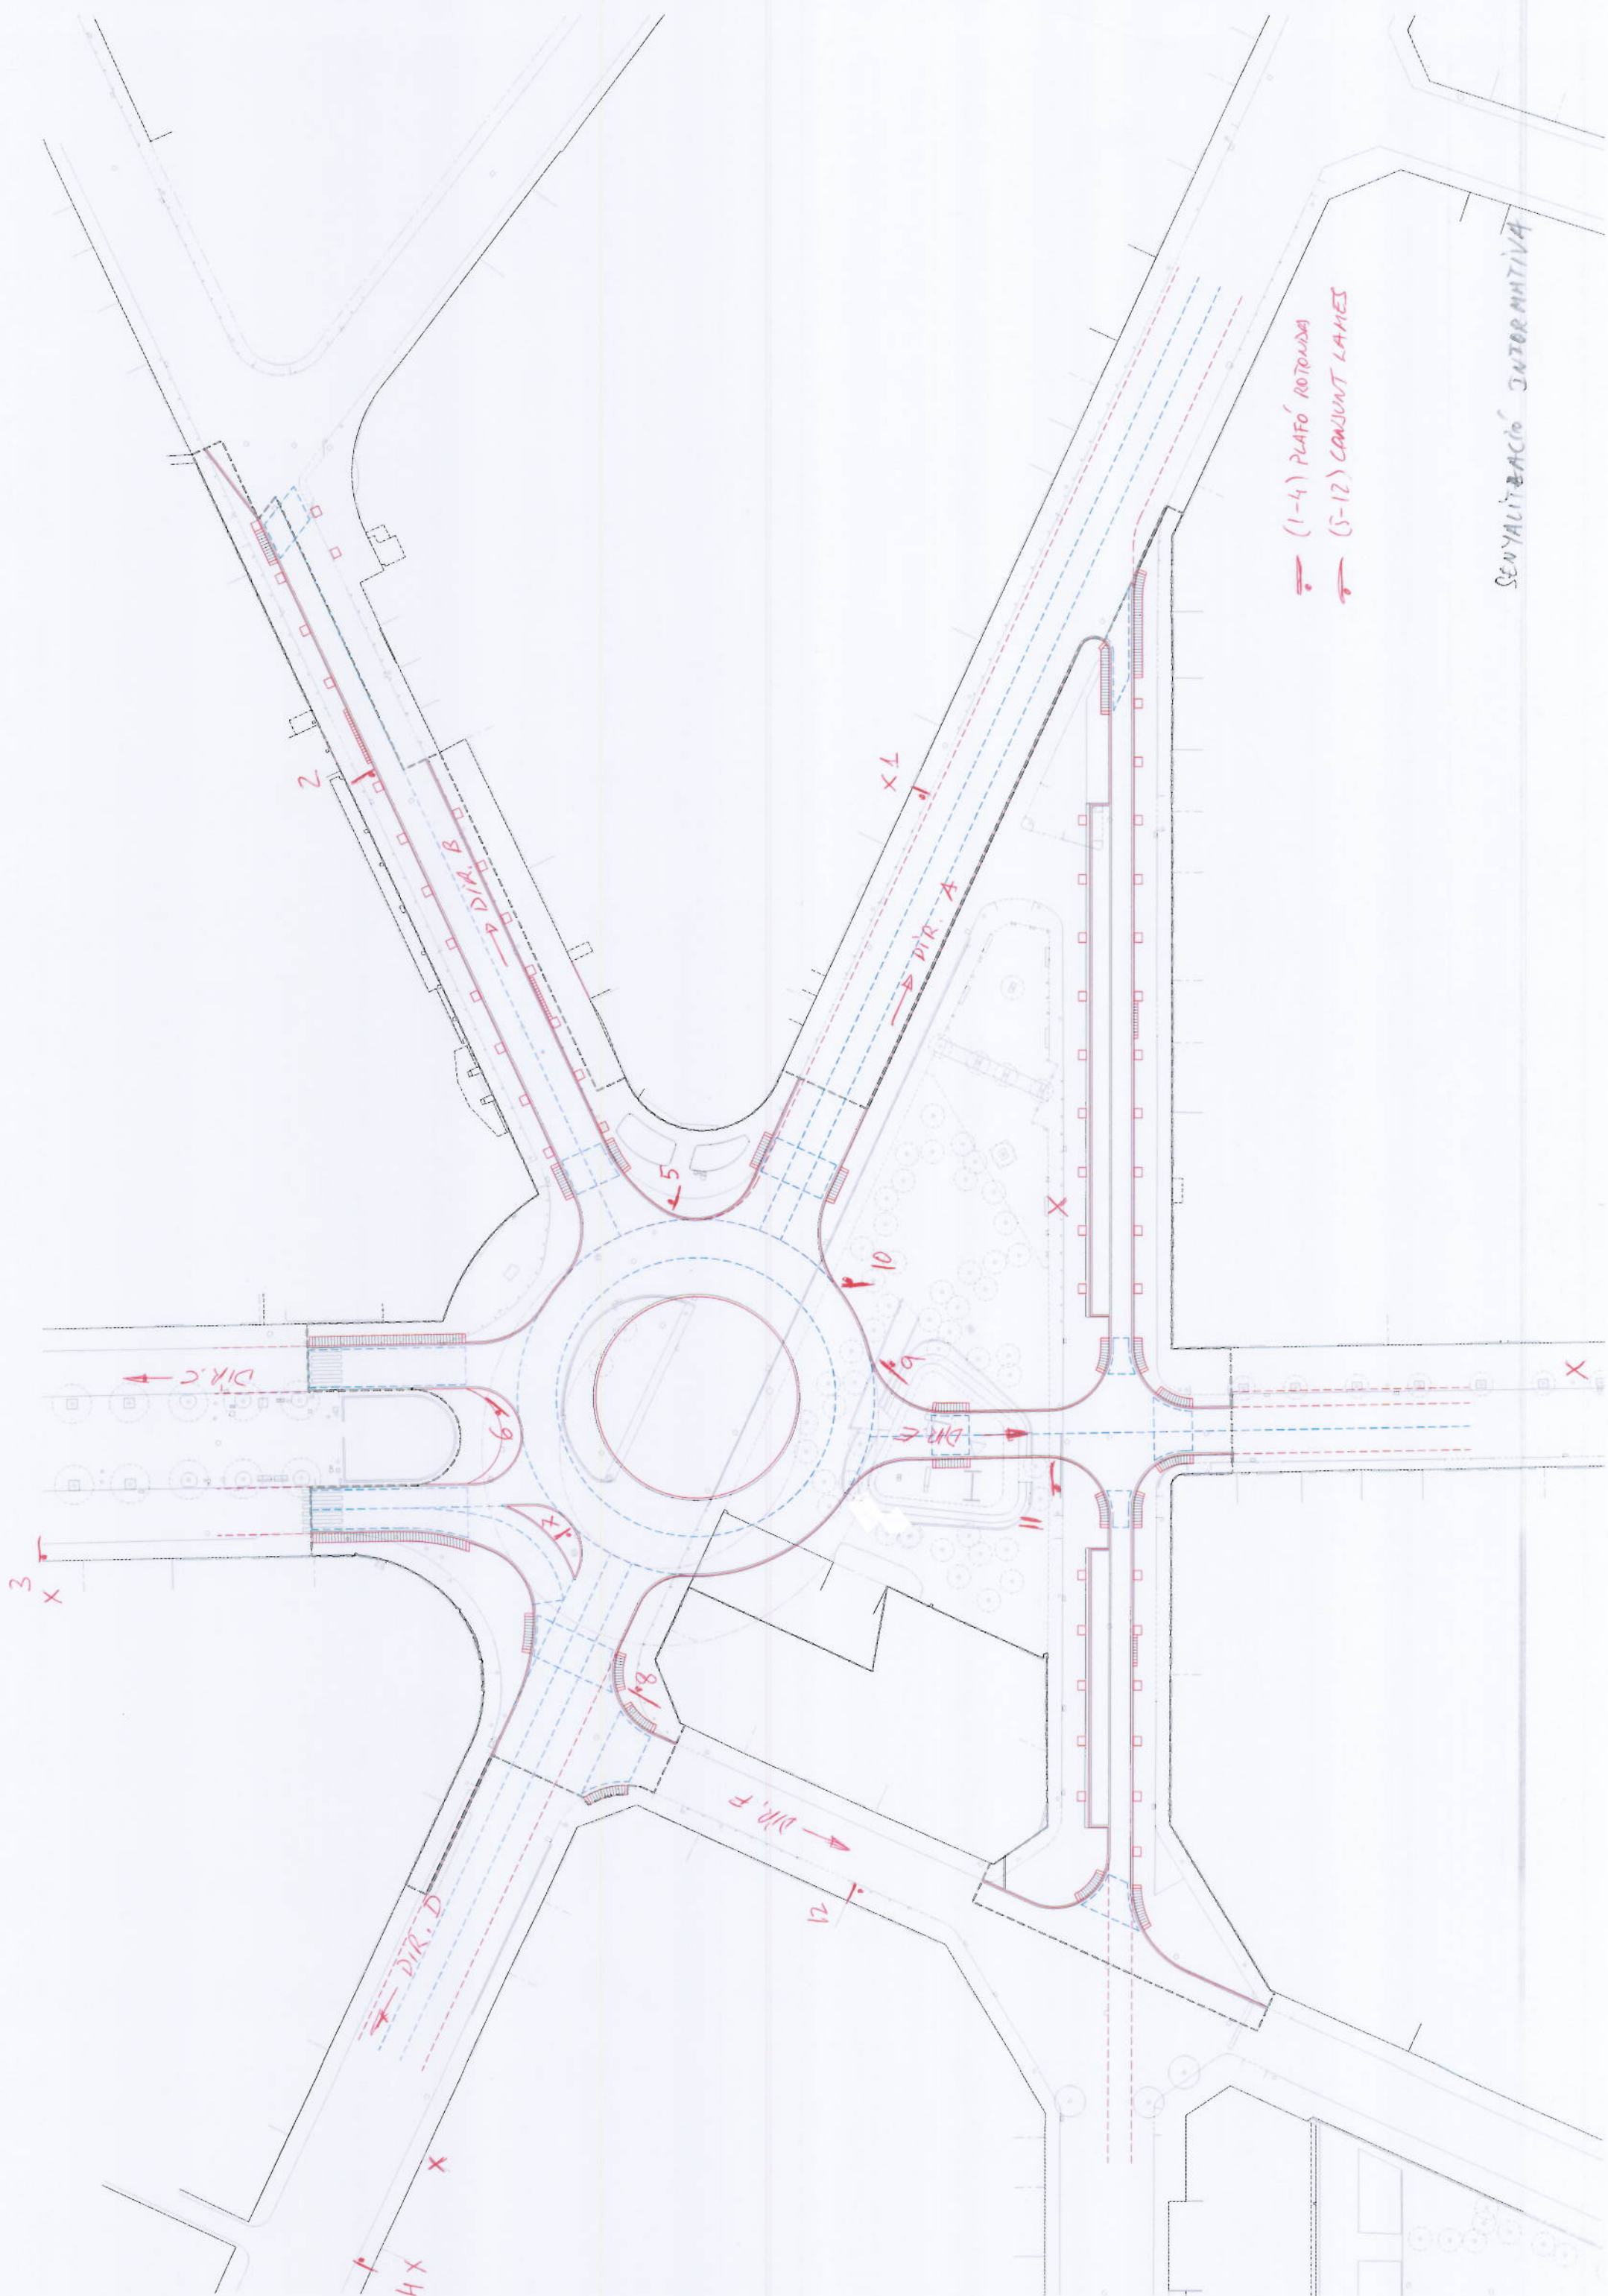 SENYALITZACIÓ INFORMATIVA
(1-4) PLAFÓ ROTONDA
(5-12) CONJUNT LAMES
X 1
2
3
X
4 X
5
6
7
8
9
10
11
12
DIR. A
DIR. B
DIR. C
DIR. D
DIR. E
DIR. F
X
X
X